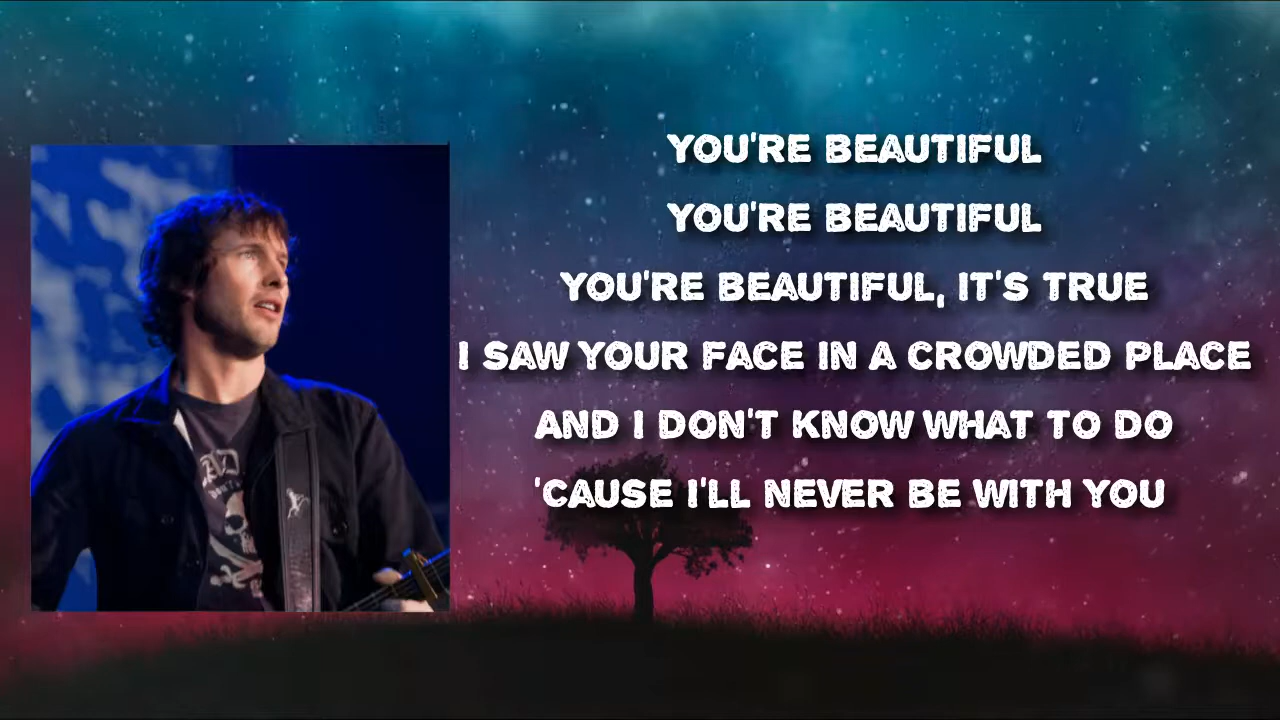 YOU'RE BEAUTIFUL
YOU'RE BEAUTIFUL
YOU'RE BEAUTIFUL, IT'S TRUE
I SAW YOUR FACE IN A CROWDED PLACE
AND I DON'T KNOW WHAT TO DO
'CAUSE I'LL NEVER BE WITH YOU